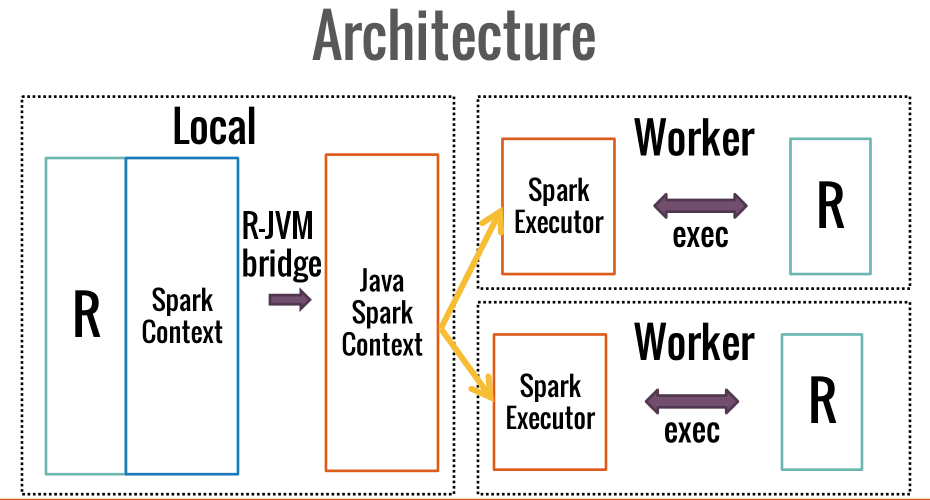 Architecture
Local
R
Spark
Context
R-JVM
bridge
Java
Spark
Context
Worker
Spark
Executor
exec
R
Worker
Spark
Executor
exec
R